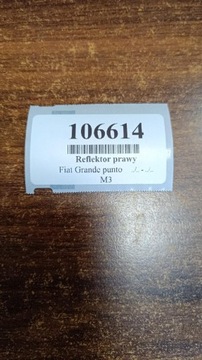 106614
Reflektor prawy
Fiat Grande punto
M3